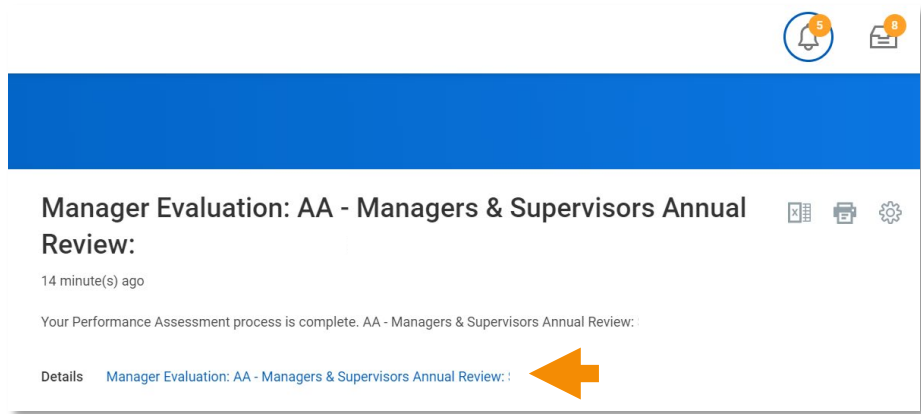 5
8
Manager Evaluation: AA - Managers & Supervisors Annual
Review:
14 minute(s) ago
Your Performance Assessment process is complete. AA - Managers & Supervisors Annual Review:
Details Manager Evaluation: AA - Managers & Supervisors Annual Review: